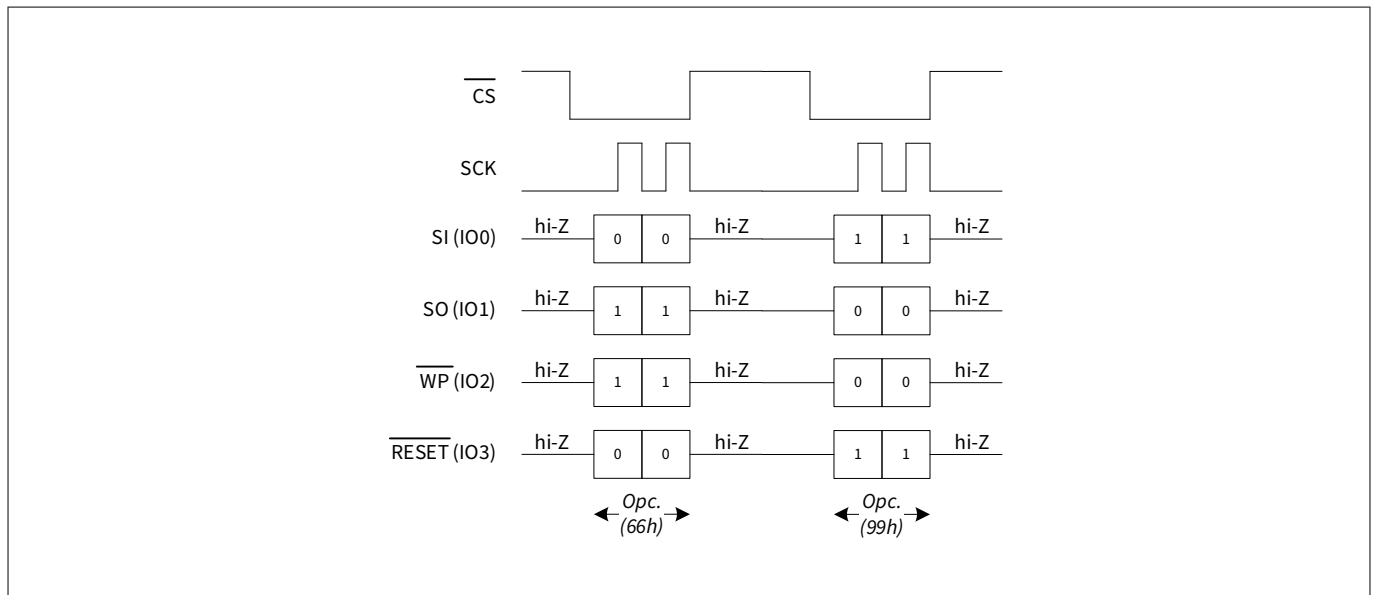 CS
SCK
SI (IO0) hi-Z 0 0 hi-Z 1 1 hi-Z
SO (IO1) hi-Z 1 1 hi-Z 0 0 hi-Z
WP (IO2) hi-Z 1 1 hi-Z 0 0 hi-Z
RESET (IO3) hi-Z 0 0 hi-Z 1 1 hi-Z
Opc. Opc.
(66h) (99h)